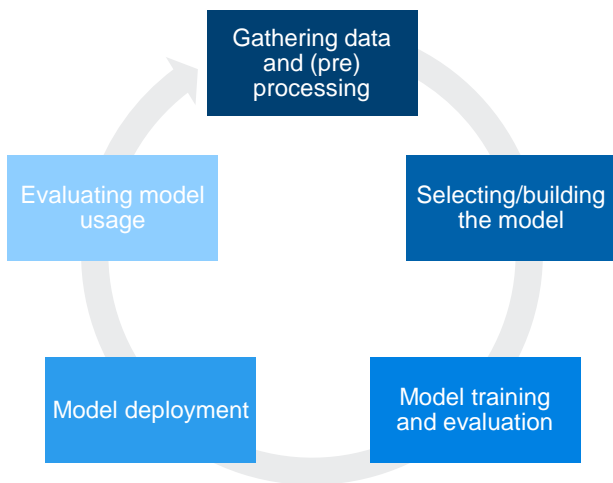 Gathering data
and (pre)
processing
Selecting/building
the model
Model training
and evaluation
Model deployment
Evaluating model
usage